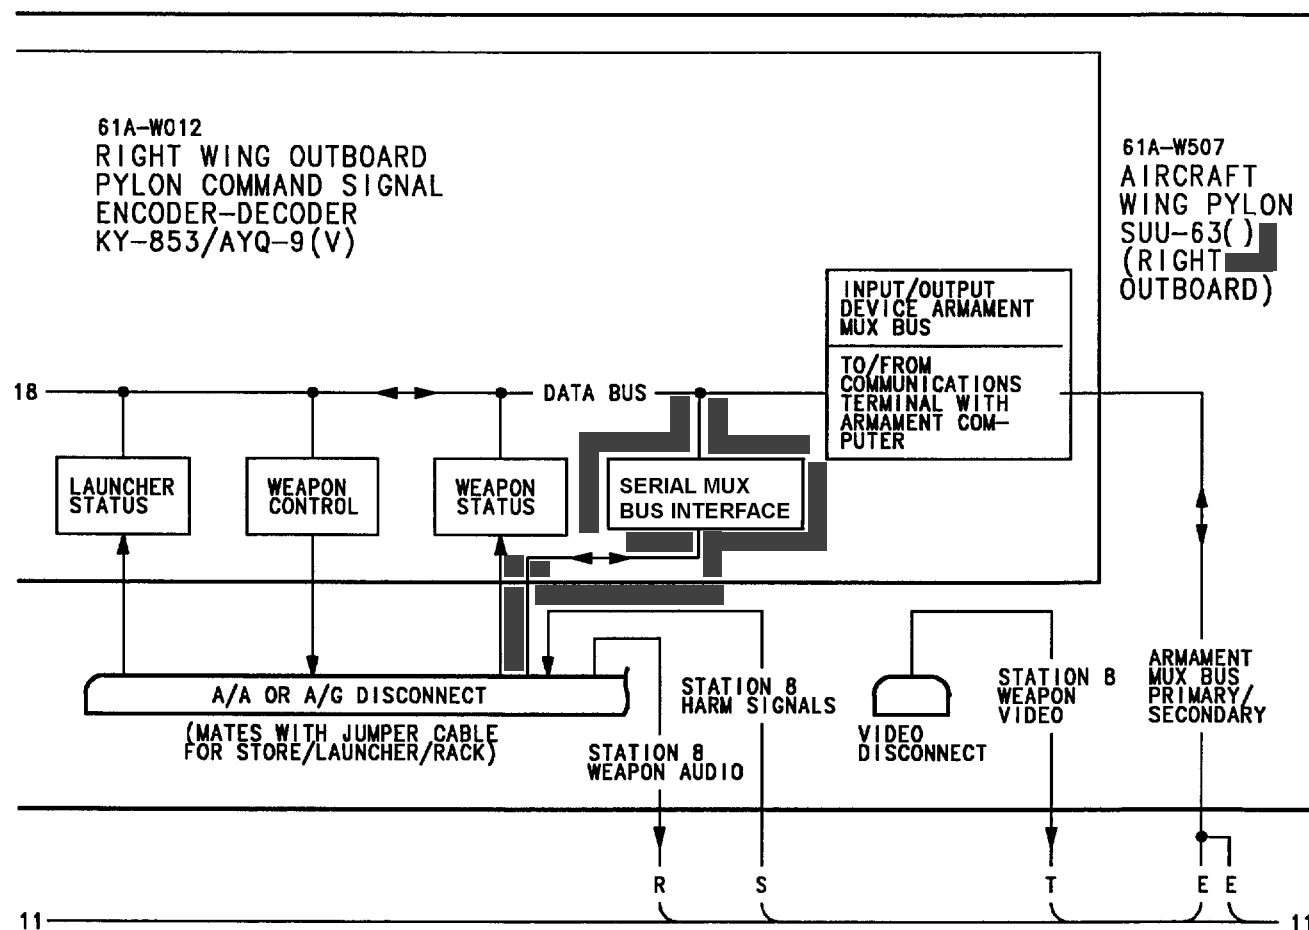 61A-W012
RIGHT WING OUTBOARD
PYLON COMMAND SIGNAL
ENCODER-DECODER
KY-853/AYQ-9(V)
61A-W507
AIRCRAFT
WING PYLON
SUU-63( )
(RIGHT
OUTBOARD)
INPUT/OUTPUT
DEVICE ARMAMENT
MUX BUS
TO/FROM
COMMUNICATIONS
TERMINAL WITH
ARMAMENT COM-
PUTER
18
DATA BUS
LAUNCHER
STATUS
WEAPON
CONTROL
WEAPON
STATUS
SERIAL MUX
BUS INTERFACE
A/A OR A/G DISCONNECT
(MATES WITH JUMPER CABLE
FOR STORE/LAUNCHER/RACK)
STATION 8
WEAPON AUDIO
STATION 8
HARM SIGNALS
VIDEO
DISCONNECT
STATION 8
WEAPON
VIDEO
ARMAMENT
MUX BUS
PRIMARY/
SECONDARY
R
S
T
E
E
11
11